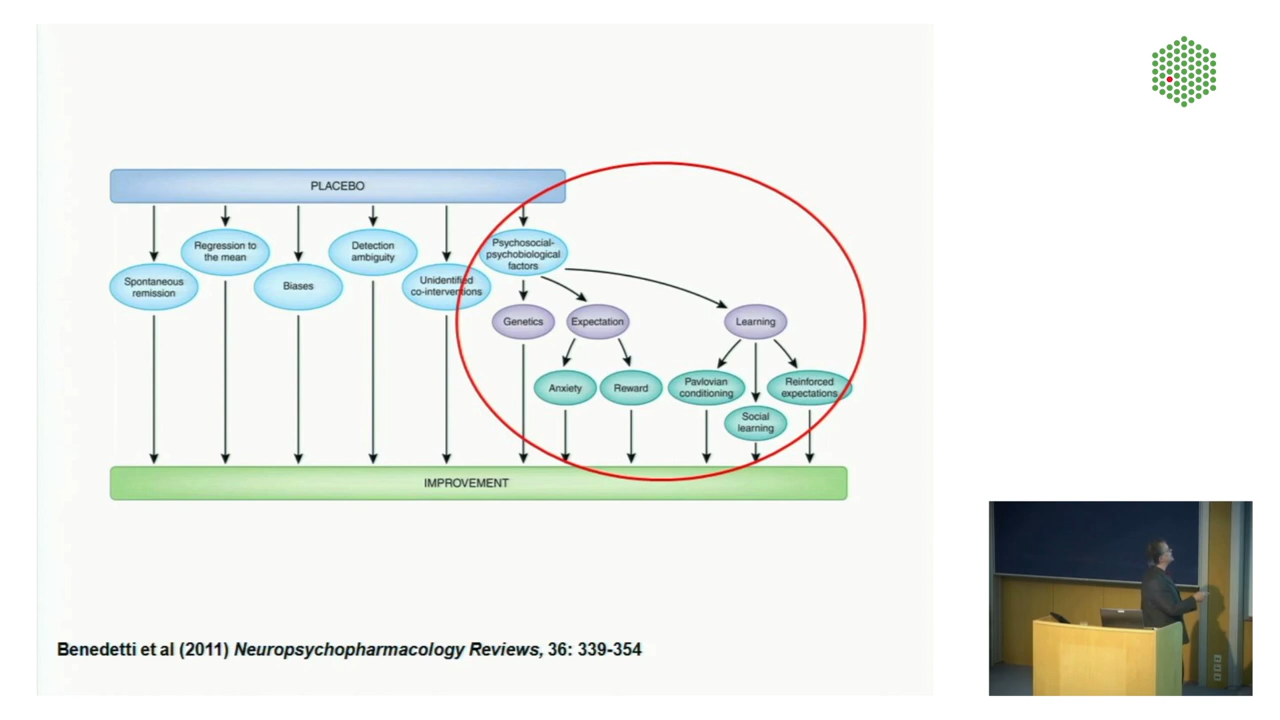 PLACEBO
Regression to
the mean
Detection
ambiguity
Psychosocial-
psychobiological
factors
Spontaneous
remission
Biases
Unidentified
co-interventions
Genetics
Expectation
Learning
Anxiety
Reward
Pavlovian
conditioning
Reinforced
expectations
Social
learning
IMPROVEMENT
Benedetti et al (2011) Neuropsychopharmacology Reviews, 36: 339-354